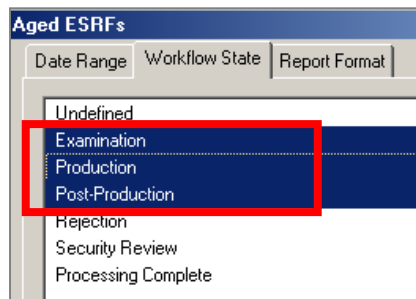 Aged ESRFs
Date Range Workflow State Report Format
Undefined
Examination
Production
Post-Production
Rejection
Security Review
Processing Complete